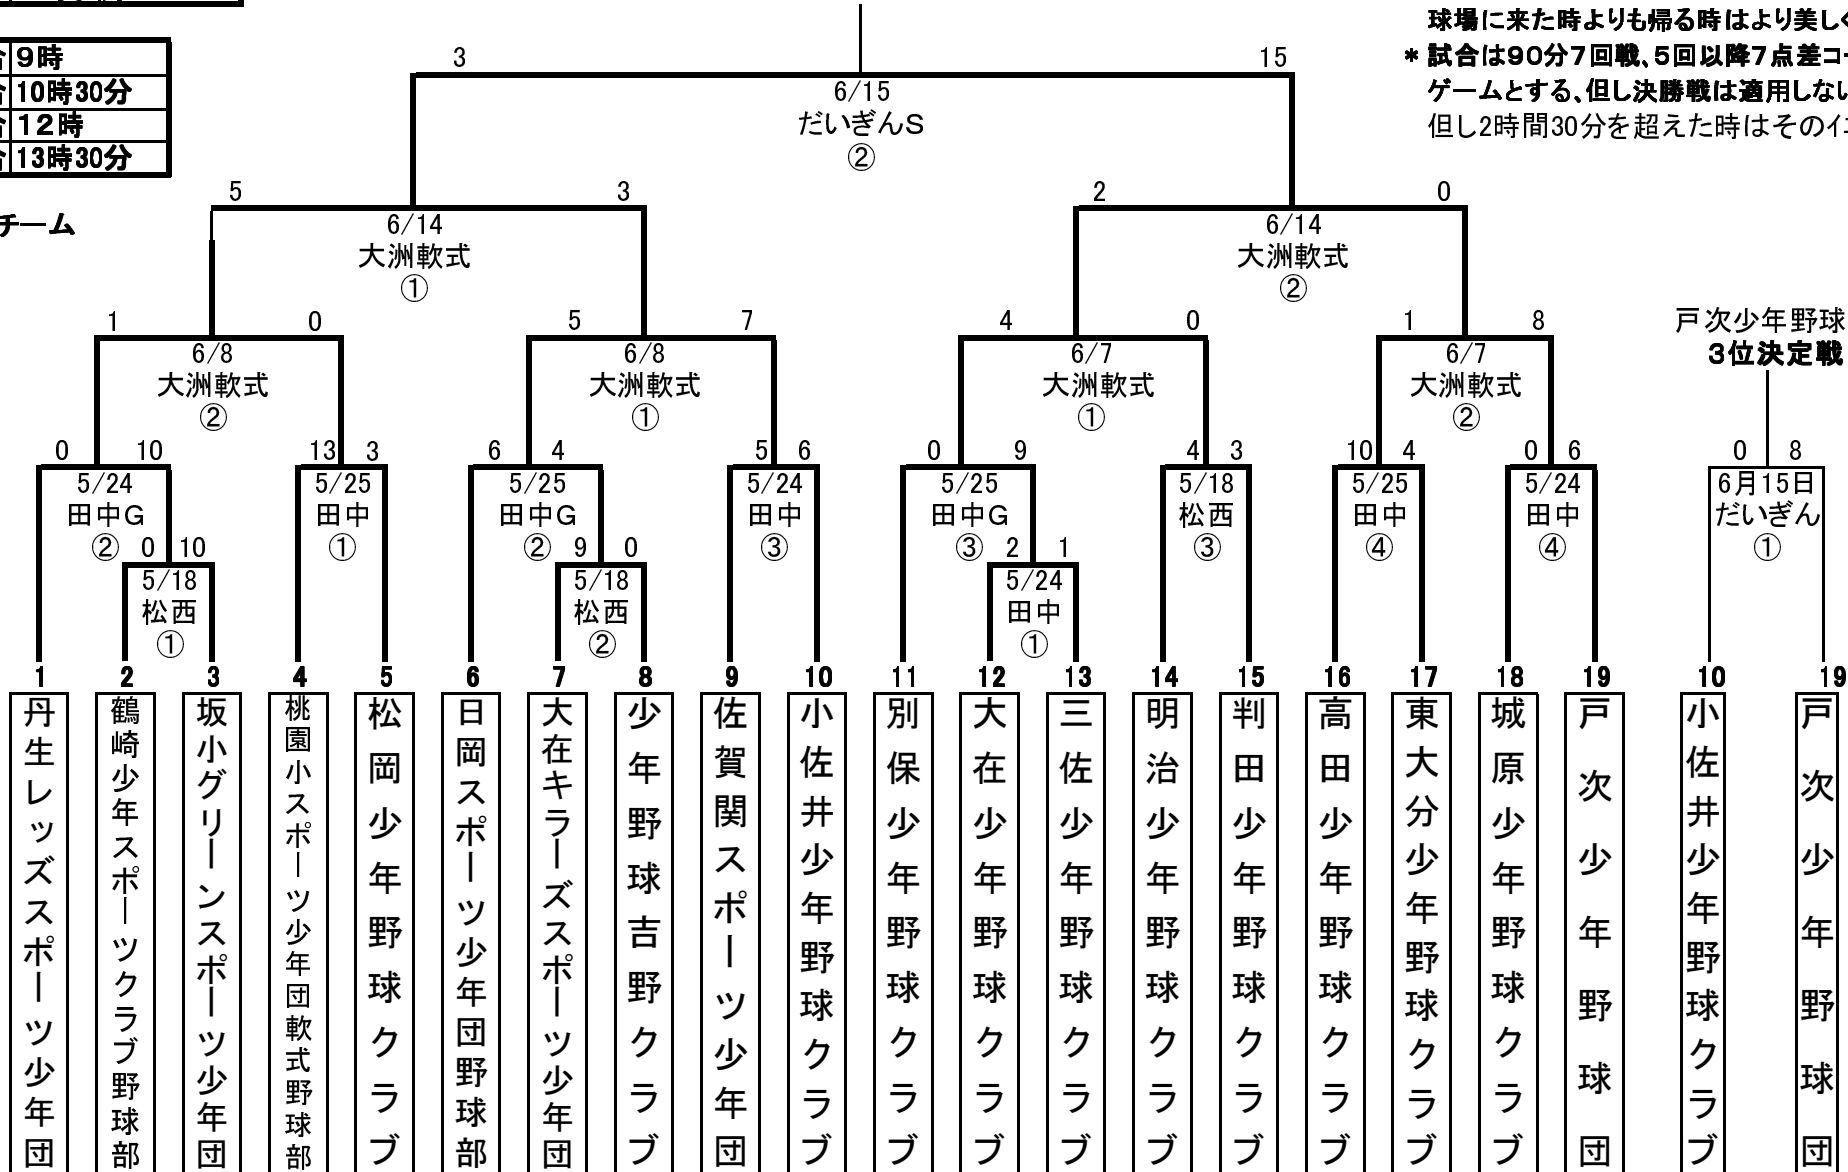 9時
10時30分
12時
13時30分
チーム
球場に来た時よりも帰る時はより美しく
* 試合は90分7回戦、5回以降7点差コー
ゲームとする、但し決勝戦は適用しない
但し2時間30分を超えた時はそのイニ
3 15
6/15
だいぎんS
②
5 3
6/14
大洲軟式
①
2 0
6/14
大洲軟式
②
1 0
6/8
大洲軟式
②
5 7
6/8
大洲軟式
①
4 0
6/7
大洲軟式
①
1 8
6/7
大洲軟式
②
戸次少年野球
3位決定戦
0 10
5/24
田中G
②
13 3
5/25
田中
①
6 4
5/25
田中G
②
5 6
5/24
田中
③
0 9
5/25
田中G
③
4 3
5/18
松西
③
10 4
5/25
田中
④
0 6
5/24
田中
④
0 8
6月15日
だいぎん
①
0 10
5/18
松西
①
9 0
5/18
松西
②
2 1
5/24
田中
①
1
丹生レッズスポーツ少年団
2
鶴崎少年スポーツクラブ野球部
3
坂小グリーンスポーツ少年団
4
桃園小スポーツ少年団軟式野球部
5
松岡少年野球クラブ
6
日岡スポーツ少年団野球部
7
大在キラーズスポーツ少年団
8
少年野球吉野クラブ
9
佐賀関スポーツ少年団
10
小佐井少年野球クラブ
11
別保少年野球クラブ
12
大在少年野球クラブ
13
三佐少年野球クラブ
14
明治少年野球クラブ
15
判田少年野球クラブ
16
高田少年野球クラブ
17
東大分少年野球クラブ
18
城原少年野球クラブ
19
戸次少年野球団
10
小佐井少年野球クラブ
19
戸次少年野球団